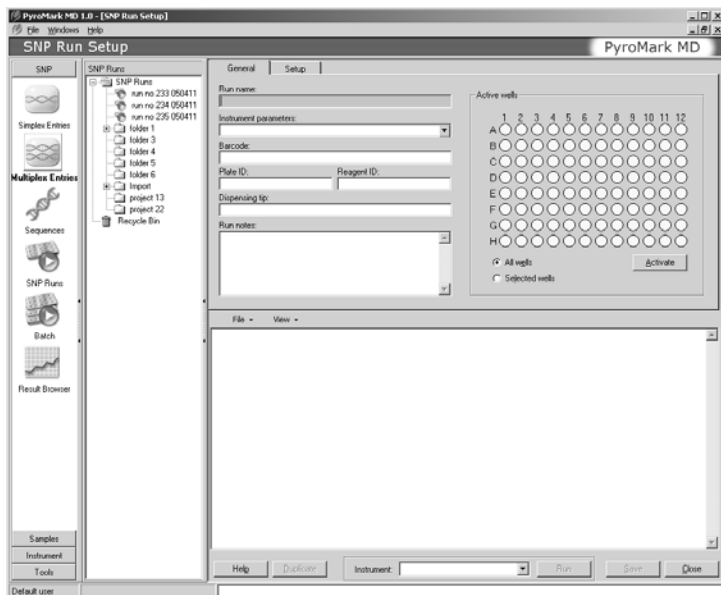 PyroMark MD 1.0 - [SNP Run Setup]
File Windows Help
SNP Run Setup
PyroMark MD
SNP
Simplex Entries
Multiplex Entries
Sequences
SNP Runs
Batch
Result Browser
Samples
Instrument
Tools
SNP Runs
SNP Runs
run no 233 050411
run no 234 050411
run no 235 050411
folder 1
folder 3
folder 4
folder 5
folder 6
Import
project 13
project 22
Recycle Bin
General Setup
Run name:
Instrument parameters:
Barcode:
Plate ID: Reagent ID:
Dispensing tip:
Run notes:
Active wells
1 2 3 4 5 6 7 8 9 10 11 12
A
B
C
D
E
F
G
H
All wells
Selected wells
Activate
File View
Help Duplicate Instrument: Run Save Close
Default user